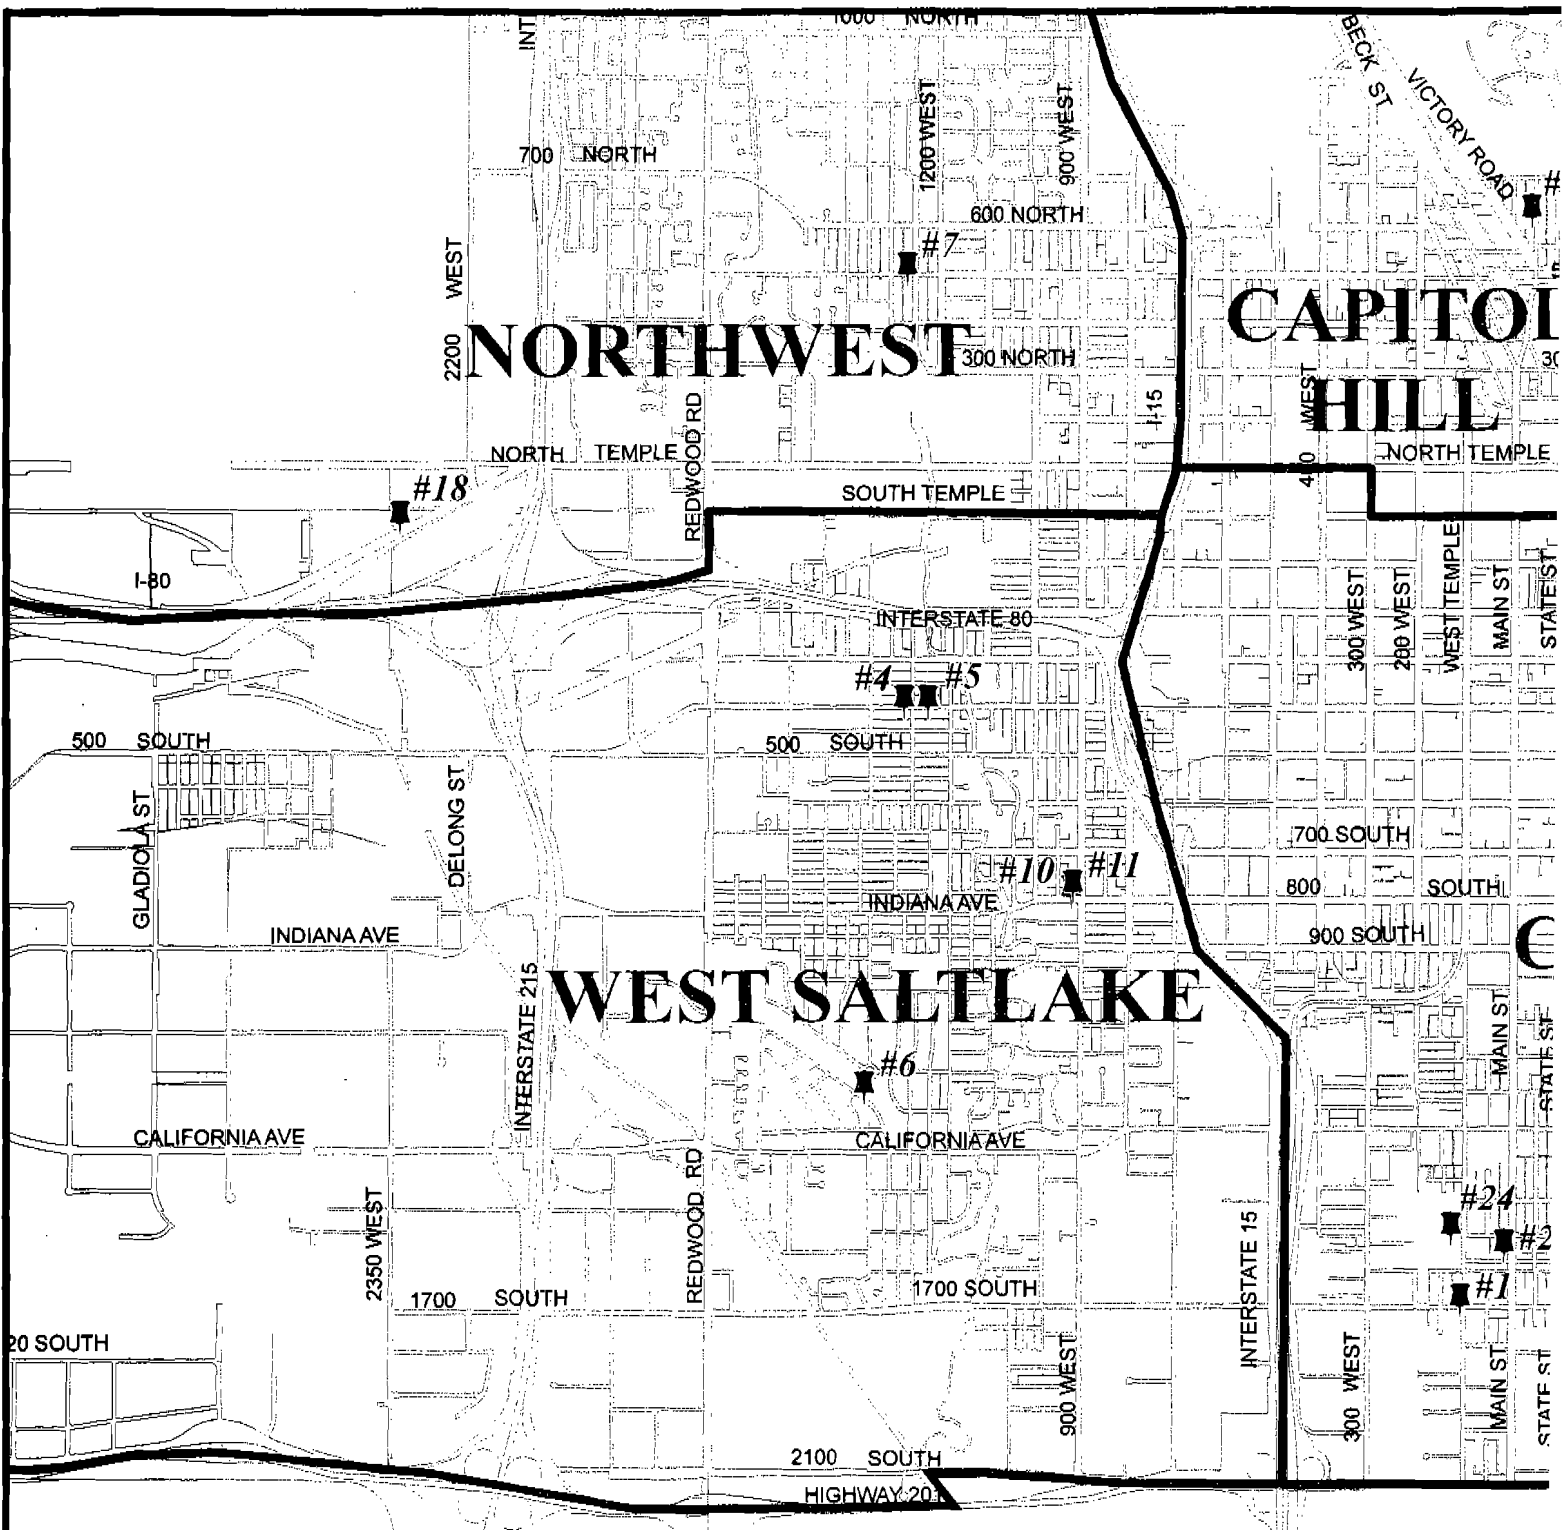 1000 NORTH
INT
BECK ST
VICTORY ROAD
1200 WEST
900 WEST
700 NORTH
600 NORTH
#
#7
2200 WEST
NORTHWEST
CAPITOL
HILL
300 NORTH
30
I-15
400 WEST
REDWOOD RD
NORTH TEMPLE
NORTH TEMPLE
#18
SOUTH TEMPLE
I-80
INTERSTATE 80
300 WEST
200 WEST
WEST TEMPLE
MAIN ST
STATE ST
#4
#5
500 SOUTH
500 SOUTH
GLADIOLA ST
DELONG ST
700 SOUTH
#10
#11
800 SOUTH
INDIANA AVE
INDIANA AVE
900 SOUTH
C
WEST SALTLAKE
INTERSTATE 215
MAIN ST
STATE ST
#6
CALIFORNIA AVE
CALIFORNIA AVE
REDWOOD RD
2350 WEST
INTERSTATE 15
#24
#2
#1
1700 SOUTH
1700 SOUTH
20 SOUTH
900 WEST
300 WEST
MAIN ST
STATE ST
2100 SOUTH
HIGHWAY 201